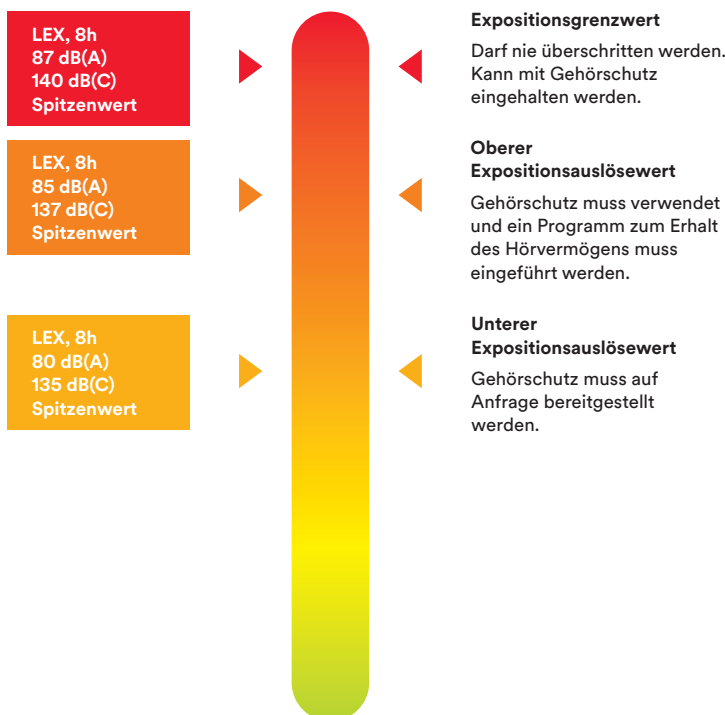 LEX, 8h
87 dB(A)
140 dB(C)
Spitzenwert
Expositionsgrenzwert
Darf nie überschritten werden.
Kann mit Gehörschutz
eingehalten werden.
LEX, 8h
85 dB(A)
137 dB(C)
Spitzenwert
Oberer
Expositionsauslösewert
Gehörschutz muss verwendet
und ein Programm zum Erhalt
des Hörvermögens muss
eingeführt werden.
LEX, 8h
80 dB(A)
135 dB(C)
Spitzenwert
Unterer
Expositionsauslösewert
Gehörschutz muss auf
Anfrage bereitgestellt
werden.